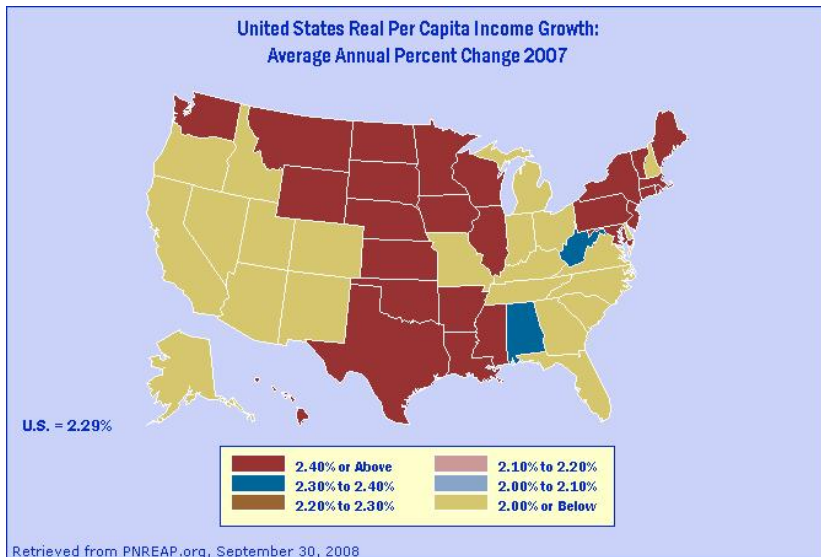 United States Real Per Capita Income Growth:
Average Annual Percent Change 2007
U.S. = 2.29%
2.40% or Above
2.10% to 2.20%
2.30% to 2.40%
2.00% to 2.10%
2.20% to 2.30%
2.00% or Below
Retrieved from PNREAP.org, September 30, 2008